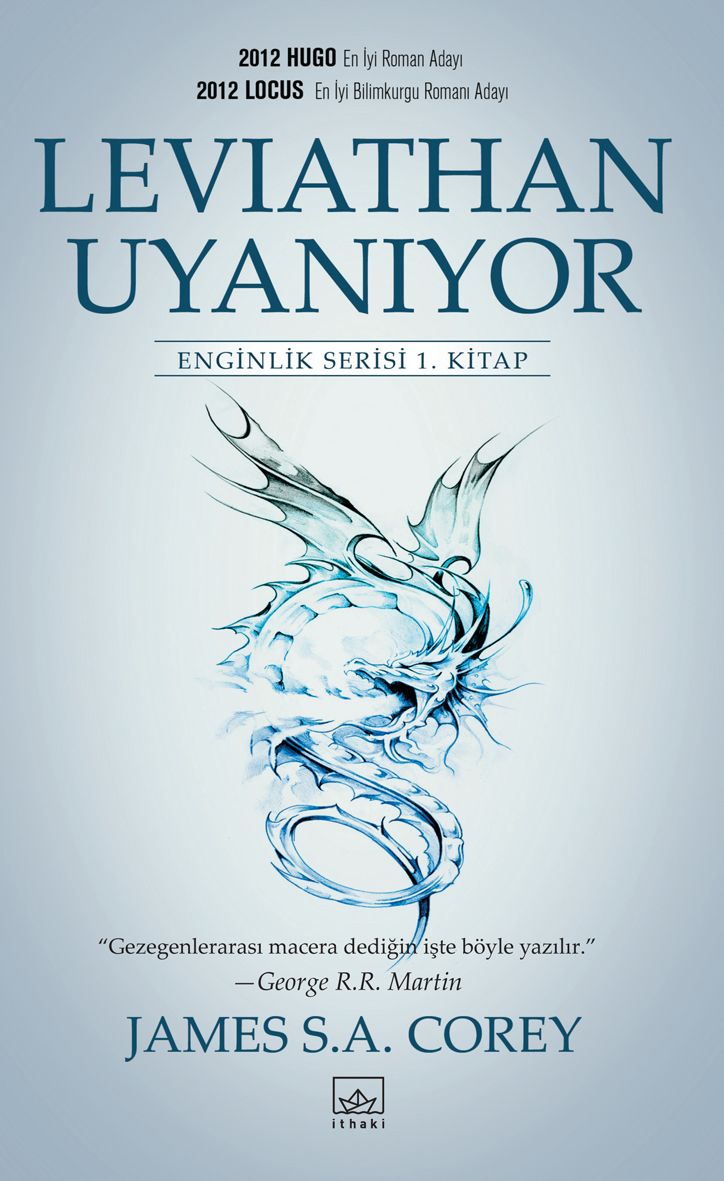 2012 HUGO En İyi Roman Adayı
2012 LOCUS En İyi Bilimkurgu Romanı Adayı
LEVIATHAN
UYANIYOR
ENGİNLİK SERİSİ 1. KİTAP
“Gezegenlerarası macera dediğin işte böyle yazılır.”
—George R.R. Martin
JAMES S.A. COREY
ithaki